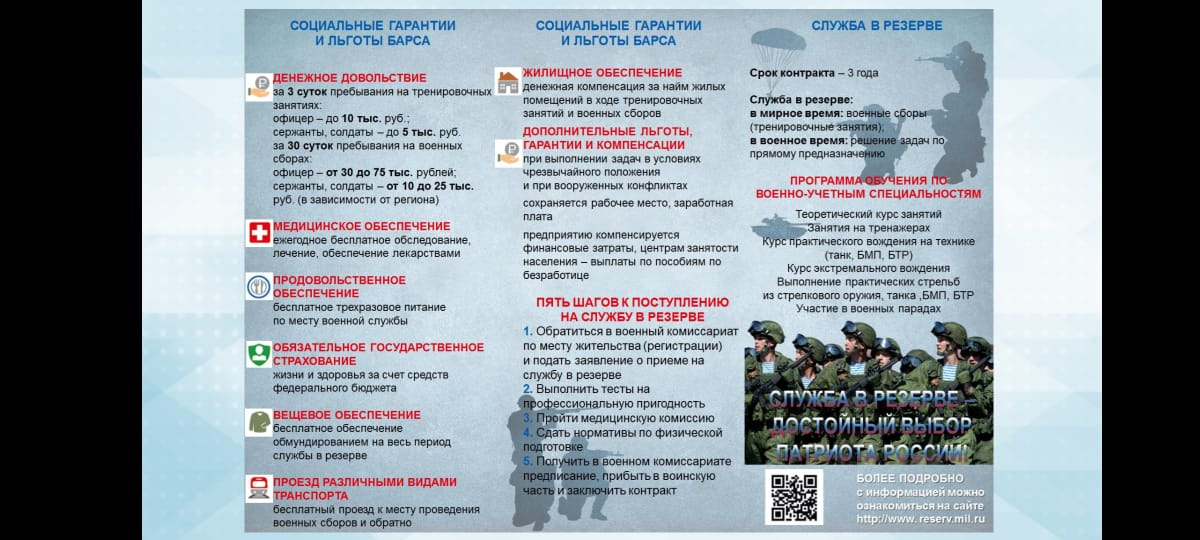 СОЦИАЛЬНЫЕ ГАРАНТИИ
И ЛЬГОТЫ БАРСА
ДЕНЕЖНОЕ ДОВОЛЬСТВИЕ
за 3 суток пребывания на тренировочных
занятиях:
офицер – до 10 тыс. руб.;
сержанты, солдаты – до 5 тыс. руб.
за 30 суток пребывания на военных
сборах:
офицер – от 30 до 75 тыс. рублей;
сержанты, солдаты – от 10 до 25 тыс.
руб. (в зависимости от региона)
МЕДИЦИНСКОЕ ОБЕСПЕЧЕНИЕ
ежегодное бесплатное обследование,
лечение, обеспечение лекарствами
ПРОДОВОЛЬСТВЕННОЕ
ОБЕСПЕЧЕНИЕ
бесплатное трехразовое питание
по месту военной службы
ОБЯЗАТЕЛЬНОЕ ГОСУДАРСТВЕННОЕ
СТРАХОВАНИЕ
жизни и здоровья за счет средств
федерального бюджета
ВЕЩЕВОЕ ОБЕСПЕЧЕНИЕ
бесплатное обеспечение
обмундированием на весь период
службы в резерве
ПРОЕЗД РАЗЛИЧНЫМИ ВИДАМИ
ТРАНСПОРТА
бесплатный проезд к месту проведения
военных сборов и обратно
СОЦИАЛЬНЫЕ ГАРАНТИИ
И ЛЬГОТЫ БАРСА
ЖИЛИЩНОЕ ОБЕСПЕЧЕНИЕ
денежная компенсация за найм жилых
помещений в ходе тренировочных
занятий и военных сборов
ДОПОЛНИТЕЛЬНЫЕ ЛЬГОТЫ,
ГАРАНТИИ И КОМПЕНСАЦИИ
при выполнении задач в условиях
чрезвычайного положения
и при вооруженных конфликтах
сохраняется рабочее место, заработная
плата
предприятию компенсируется
финансовые затраты, центрам занятости
населения – выплаты по пособиям по
безработице
ПЯТЬ ШАГОВ К ПОСТУПЛЕНИЮ
НА СЛУЖБУ В РЕЗЕРВЕ
1. Обратиться в военный комиссариат
по месту жительства (регистрации)
и подать заявление о приеме на
службу в резерве
2. Выполнить тесты на
профессиональную пригодность
3. Пройти медицинскую комиссию
4. Сдать нормативы по физической
подготовке
5. Получить в военном комиссариате
предписание, прибыть в воинскую
часть и заключить контракт
СЛУЖБА В РЕЗЕРВЕ
Срок контракта – 3 года
Служба в резерве:
в мирное время: военные сборы
(тренировочные занятия);
в военное время: решение задач по
прямому предназначению
ПРОГРАММА ОБУЧЕНИЯ ПО
ВОЕННО-УЧЕТНЫМ СПЕЦИАЛЬНОСТЯМ
Теоретический курс занятий
Занятия на тренажерах
Курс практического вождения на технике
(танк, БМП, БТР)
Курс экстремального вождения
Выполнение практических стрельб
из стрелкового оружия, танка ,БМП, БТР
Участие в военных парадах
СЛУЖБА В РЕЗЕРВЕ –
ДОСТОЙНЫЙ ВЫБОР
ПАТРИОТА РОССИИ!
БОЛЕЕ ПОДРОБНО
с информацией можно
ознакомиться на сайте
http://www. reserv.mil.ru